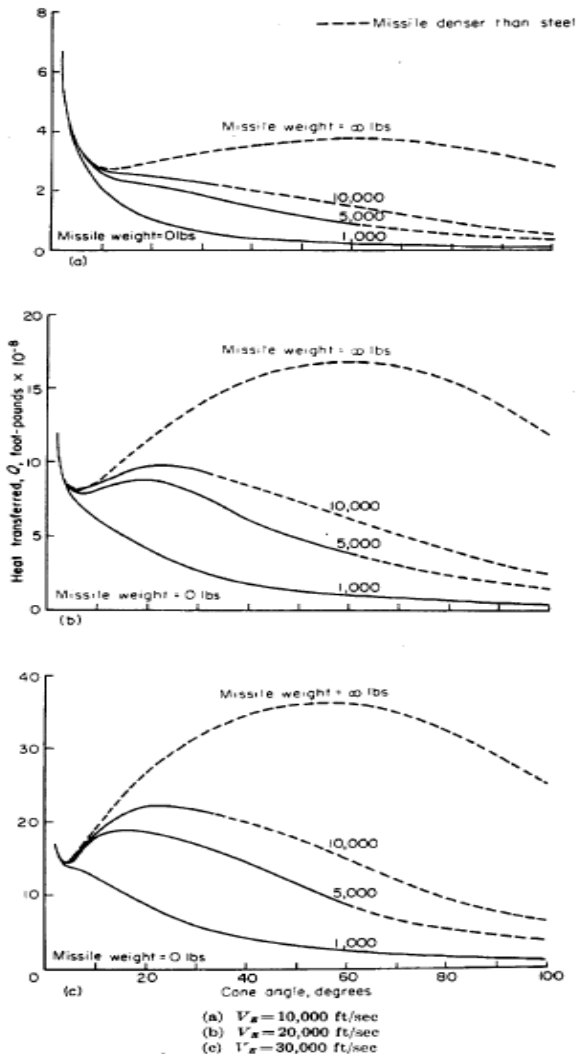 Missile denser than steel
8
6
Missile weight = ∞ lbs
4
10,000
2
5,000
1,000
Missile weight=0 lbs
0
(a)
20
Missile weight = ∞ lbs
15
Heat transferred, Q, foot-pounds × 10⁻⁸
10
10,000
5
5,000
1,000
Missile weight = 0 lbs
0
(b)
40
Missile weight = ∞ lbs
30
20
10,000
10
5,000
1,000
Missile weight = 0 lbs
0 20 40 60 80 100
(c) Cone angle, degrees
(a) V_E=10,000 ft/sec
(b) V_E=20,000 ft/sec
(c) V_E=30,000 ft/sec